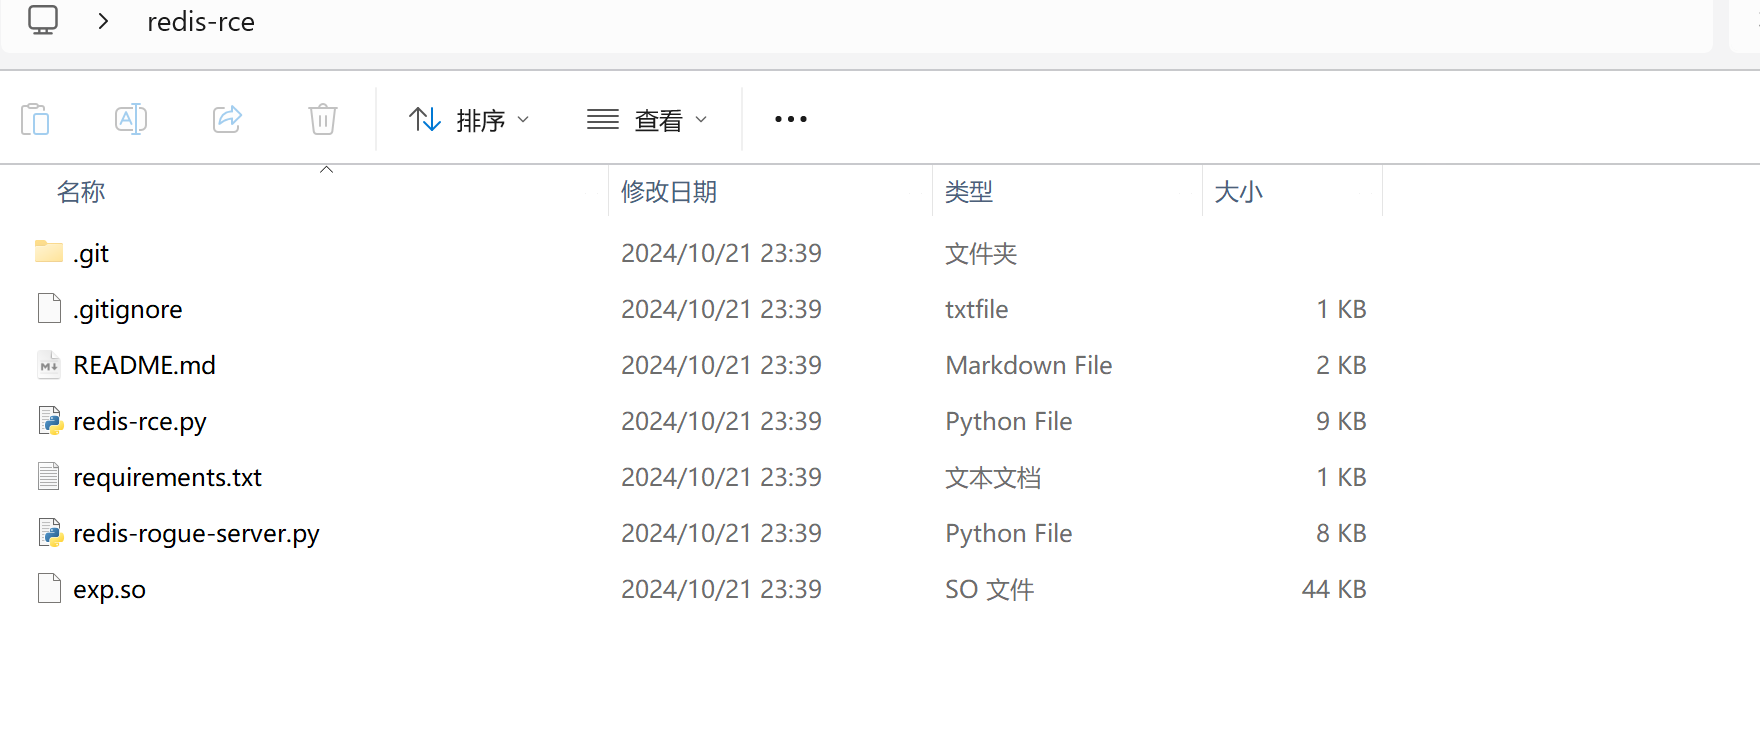 redis-rce
排序 查看
名称 修改日期 类型 大小
.git 2024/10/21 23:39 文件夹
.gitignore 2024/10/21 23:39 txtfile 1 KB
README.md 2024/10/21 23:39 Markdown File 2 KB
redis-rce.py 2024/10/21 23:39 Python File 9 KB
requirements.txt 2024/10/21 23:39 文本文档 1 KB
redis-rogue-server.py 2024/10/21 23:39 Python File 8 KB
exp.so 2024/10/21 23:39 SO 文件 44 KB